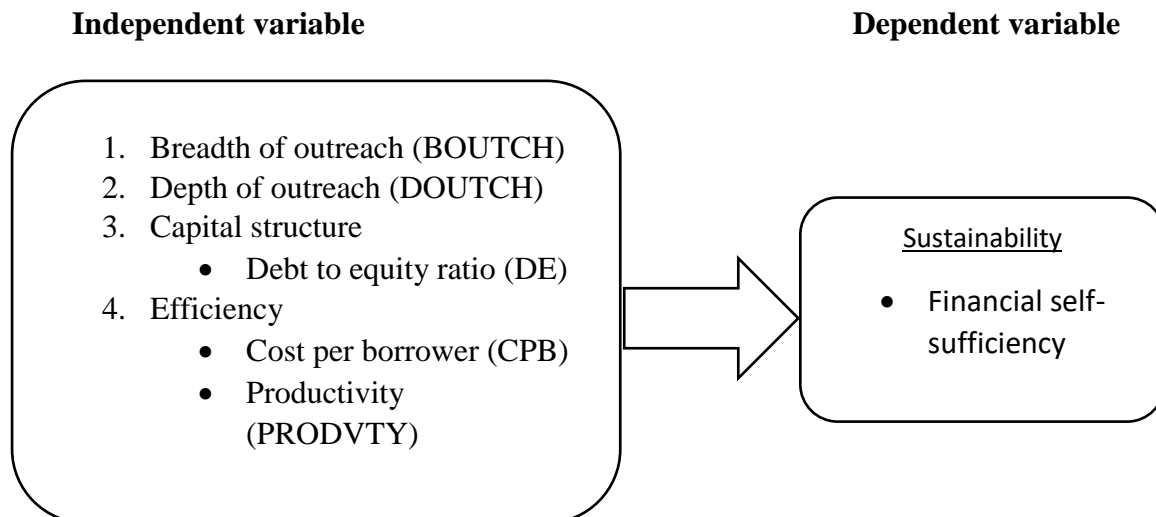 Independent variable
Dependent variable
1. Breadth of outreach (BOUTCH)
2. Depth of outreach (DOUTCH)
3. Capital structure
• Debt to equity ratio (DE)
4. Efficiency
• Cost per borrower (CPB)
• Productivity
(PRODVTY)
Sustainability
• Financial self-
sufficiency